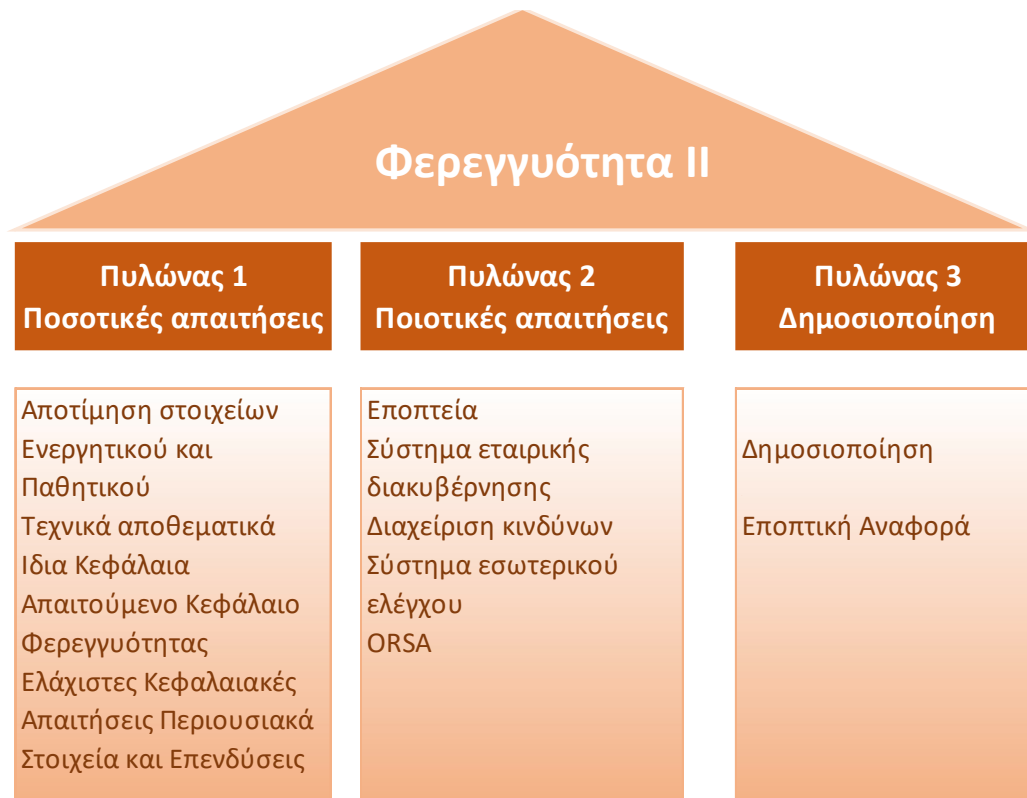 Φερεγγυότητα ΙΙ
Πυλώνας 1
Ποσοτικές απαιτήσεις
Πυλώνας 2
Ποιοτικές απαιτήσεις
Πυλώνας 3
Δημοσιοποίηση
Αποτίμηση στοιχείων
Ενεργητικού και
Παθητικού
Τεχνικά αποθεματικά
Ιδια Κεφάλαια
Απαιτούμενο Κεφάλαιο
Φερεγγυότητας
Ελάχιστες Κεφαλαιακές
Απαιτήσεις Περιουσιακά
Στοιχεία και Επενδύσεις
Εποπτεία
Σύστημα εταιρικής
διακυβέρνησης
Διαχείριση κινδύνων
Σύστημα εσωτερικού
ελέγχου
ORSA
Δημοσιοποίηση
Εποπτική Αναφορά